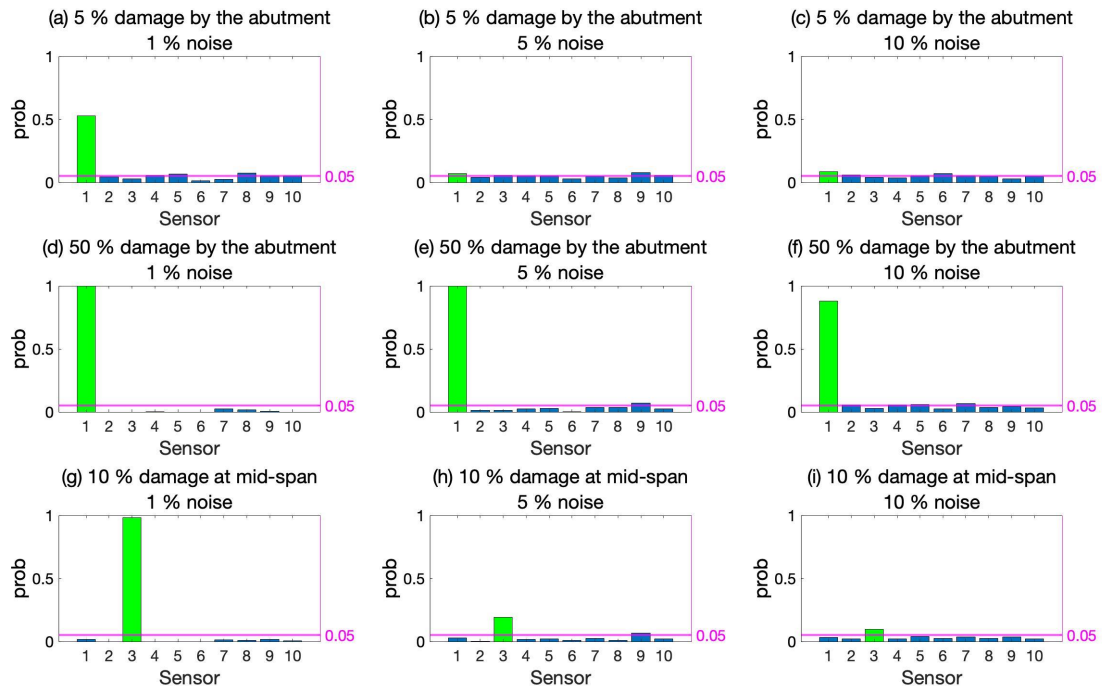 (a) 5 % damage by the abutment
1 % noise
1
0.5
0
prob
0.05
1 2 3 4 5 6 7 8 9 10
Sensor
(b) 5 % damage by the abutment
5 % noise
1
0.5
0
prob
0.05
1 2 3 4 5 6 7 8 9 10
Sensor
(c) 5 % damage by the abutment
10 % noise
1
0.5
0
prob
0.05
1 2 3 4 5 6 7 8 9 10
Sensor
(d) 50 % damage by the abutment
1 % noise
1
0.5
0
prob
0.05
1 2 3 4 5 6 7 8 9 10
Sensor
(e) 50 % damage by the abutment
5 % noise
1
0.5
0
prob
0.05
1 2 3 4 5 6 7 8 9 10
Sensor
(f) 50 % damage by the abutment
10 % noise
1
0.5
0
prob
0.05
1 2 3 4 5 6 7 8 9 10
Sensor
(g) 10 % damage at mid-span
1 % noise
1
0.5
0
prob
0.05
1 2 3 4 5 6 7 8 9 10
Sensor
(h) 10 % damage at mid-span
5 % noise
1
0.5
0
prob
0.05
1 2 3 4 5 6 7 8 9 10
Sensor
(i) 10 % damage at mid-span
10 % noise
1
0.5
0
prob
0.05
1 2 3 4 5 6 7 8 9 10
Sensor